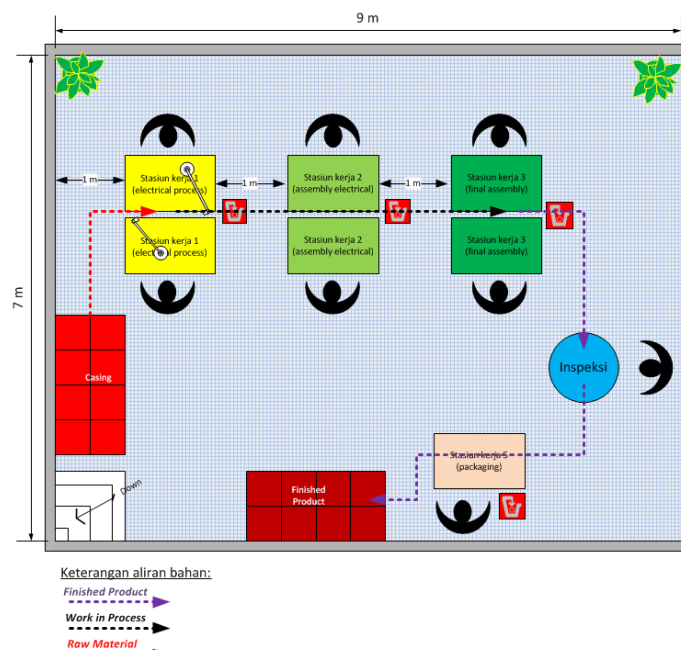 9 m
7 m
1 m
Stasiun kerja 1
(electrical process)
1 m
Stasiun kerja 2
(assembly electrical)
1 m
Stasiun kerja 3
(final assembly)
Stasiun kerja 1
(electrical process)
Stasiun kerja 2
(assembly electrical)
Stasiun kerja 3
(final assembly)
Casing
Inspeksi
Stasiun kerja 5
(packaging)
Down
Finished
Product
Keterangan aliran bahan:
Finished Product
Work in Process
Raw Material